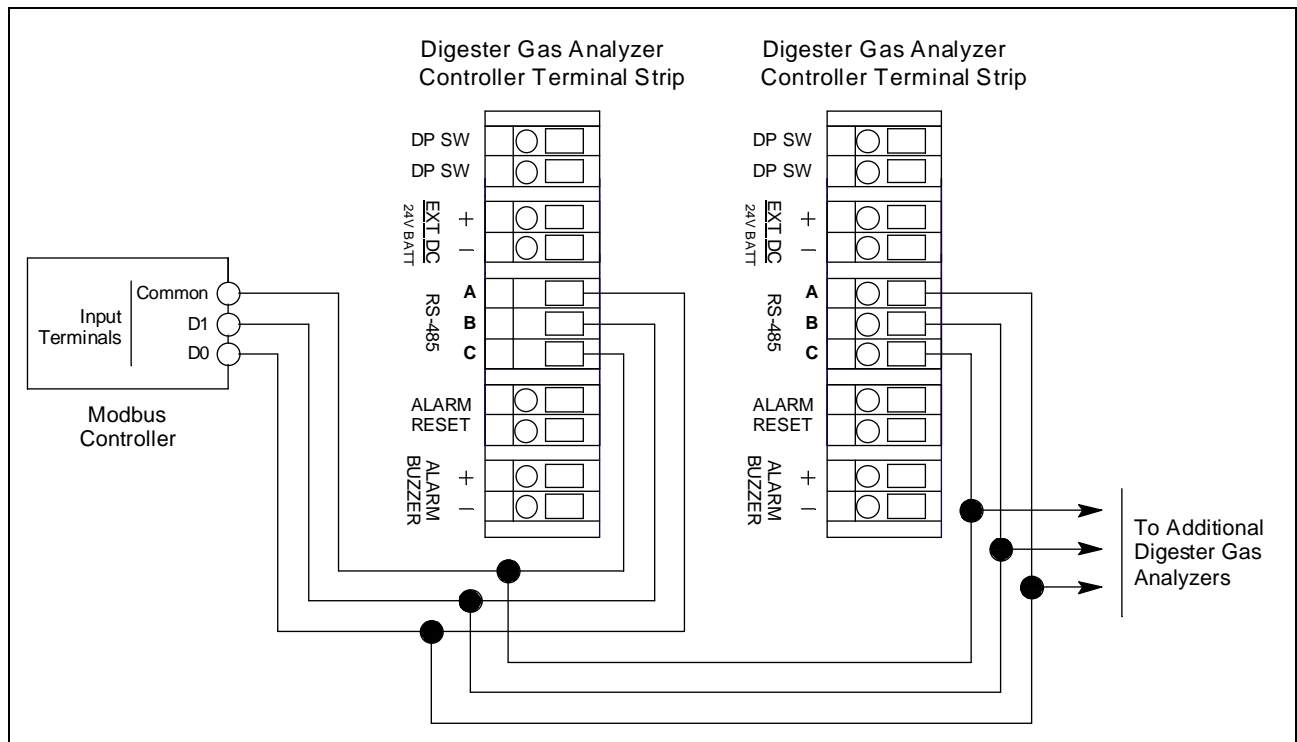 Digester Gas Analyzer
Controller Terminal Strip
DP SW
DP SW
EXT DC
24V BATT
+
−
RS-485
A
B
C
ALARM
RESET
ALARM
BUZZER
+
−
Digester Gas Analyzer
Controller Terminal Strip
DP SW
DP SW
EXT DC
24V BATT
+
−
RS-485
A
B
C
ALARM
RESET
ALARM
BUZZER
+
−
Input
Terminals
Common
D1
D0
Modbus
Controller
To Additional
Digester Gas
Analyzers